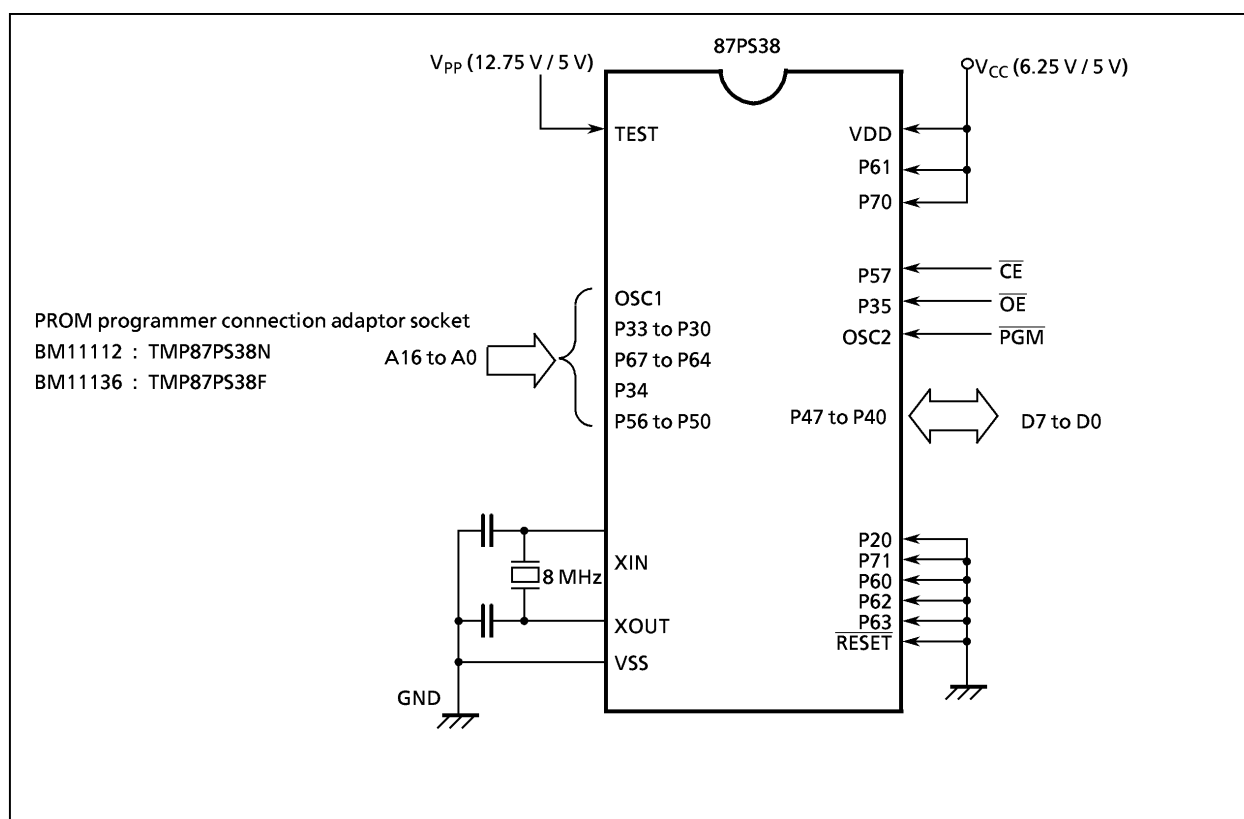 87PS38
VPP (12.75 V / 5 V)
VCC (6.25 V / 5 V)
TEST
VDD
P61
P70
P57
CE
P35
OE
OSC2
PGM
OSC1
P33 to P30
P67 to P64
P34
P56 to P50
PROM programmer connection adaptor socket
BM11112 : TMP87PS38N
BM11136 : TMP87PS38F
A16 to A0
P47 to P40
D7 to D0
XIN
8 MHz
XOUT
VSS
GND
P20
P71
P60
P62
P63
RESET